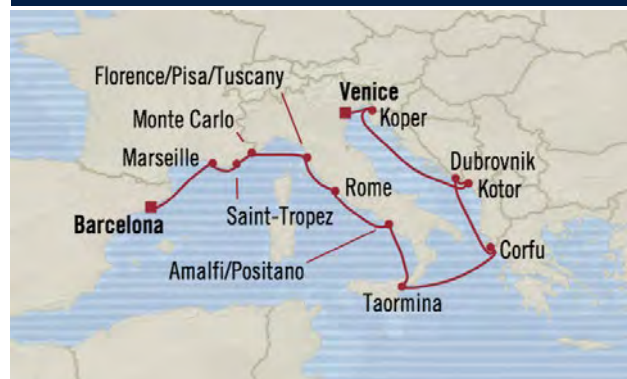 Florence/Pisa/Tuscany
Venice
Monte Carlo
Koper
Marseille
Dubrovnik
Rome
Kotor
Barcelona
Saint-Tropez
Corfu
Amalfi/Positano
Taormina